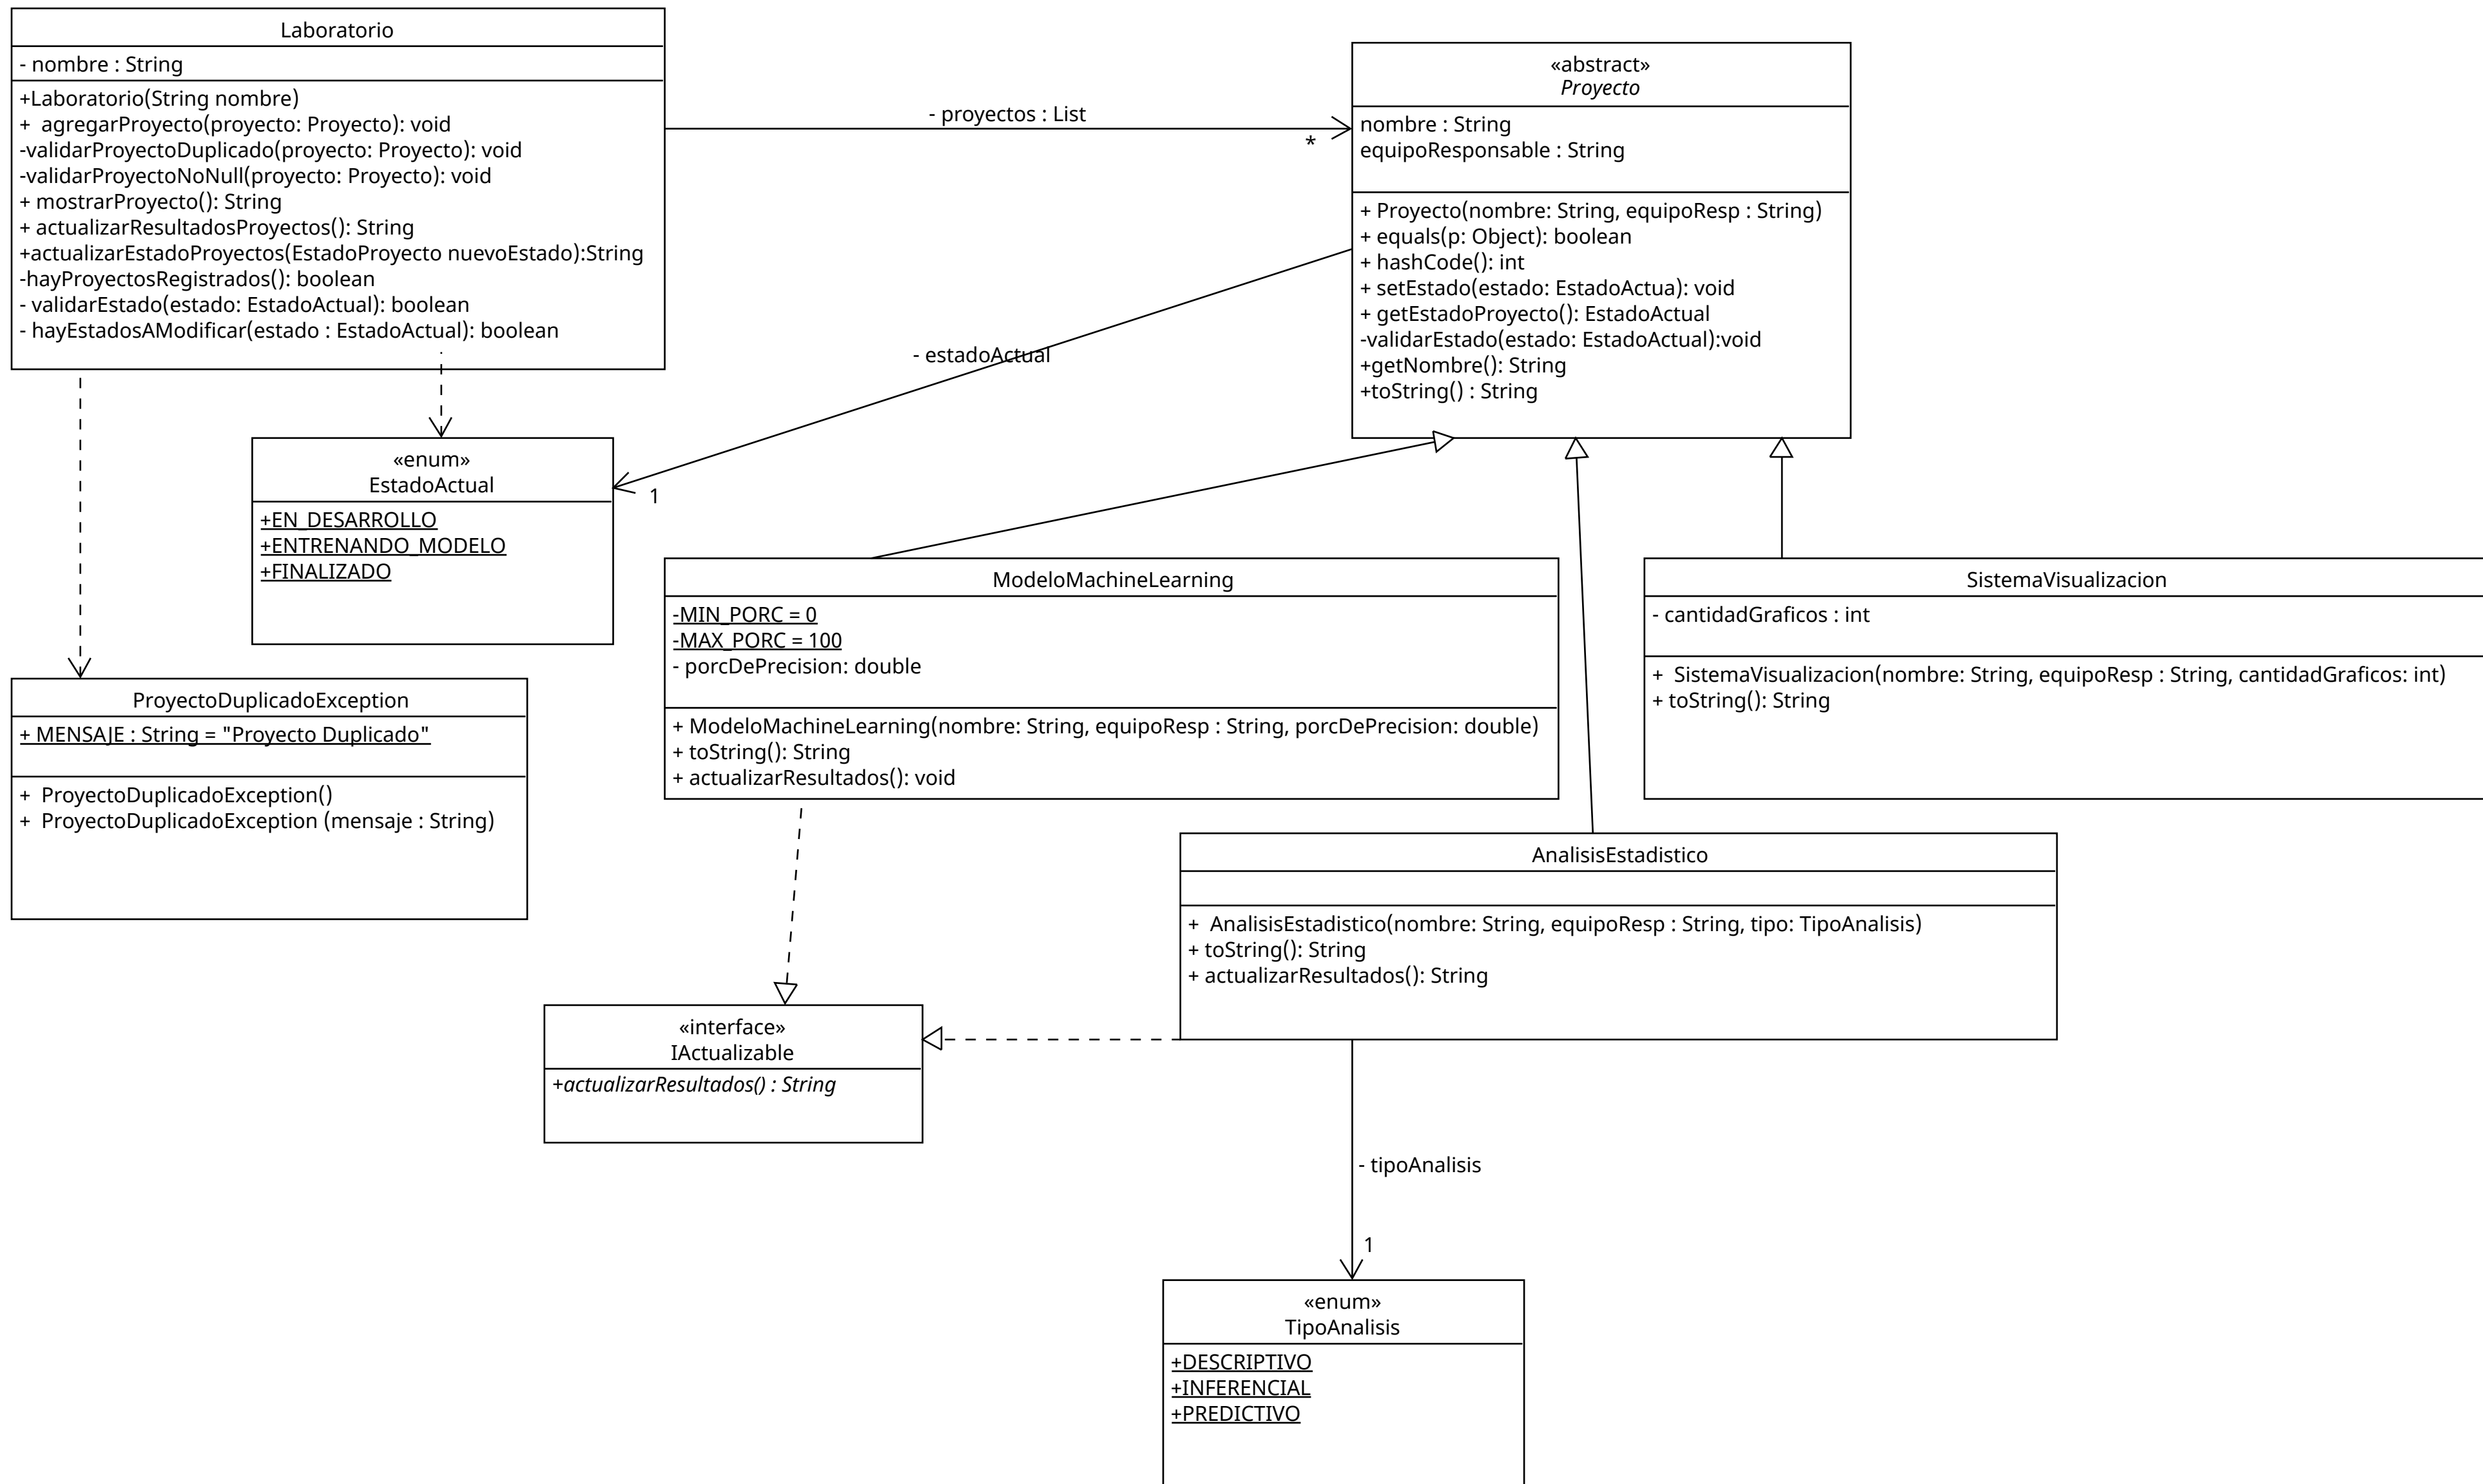 Laboratorio
- nombre : String
+Laboratorio(String nombre)
+  agregarProyecto(proyecto: Proyecto): void
-validarProyectoDuplicado(proyecto: Proyecto): void
-validarProyectoNoNull(proyecto: Proyecto): void
+ mostrarProyecto(): String
+ actualizarResultadosProyectos(): String
+actualizarEstadoProyectos(EstadoProyecto nuevoEstado):String
-hayProyectosRegistrados(): boolean
- validarEstado(estado: EstadoActual): boolean
- hayEstadosAModificar(estado : EstadoActual): boolean
- proyectos : List
*
«abstract»
Proyecto
nombre : String
equipoResponsable : String
+ Proyecto(nombre: String, equipoResp : String)
+ equals(p: Object): boolean
+ hashCode(): int
+ setEstado(estado: EstadoActua): void
+ getEstadoProyecto(): EstadoActual
-validarEstado(estado: EstadoActual):void
+getNombre(): String
+toString() : String
- estadoActual
1
«enum»
EstadoActual
+EN_DESARROLLO
+ENTRENANDO_MODELO
+FINALIZADO
ModeloMachineLearning
-MIN_PORC = 0
-MAX_PORC = 100
- porcDePrecision: double
+ ModeloMachineLearning(nombre: String, equipoResp : String, porcDePrecision: double)
+ toString(): String
+ actualizarResultados(): void
SistemaVisualizacion
- cantidadGraficos : int
+  SistemaVisualizacion(nombre: String, equipoResp : String, cantidadGraficos: int)
+ toString(): String
ProyectoDuplicadoException
+ MENSAJE : String = "Proyecto Duplicado"
+  ProyectoDuplicadoException()
+  ProyectoDuplicadoException (mensaje : String)
AnalisisEstadistico
+  AnalisisEstadistico(nombre: String, equipoResp : String, tipo: TipoAnalisis)
+ toString(): String
+ actualizarResultados(): String
«interface»
IActualizable
+actualizarResultados() : String
- tipoAnalisis
1
«enum»
TipoAnalisis
+DESCRIPTIVO
+INFERENCIAL
+PREDICTIVO